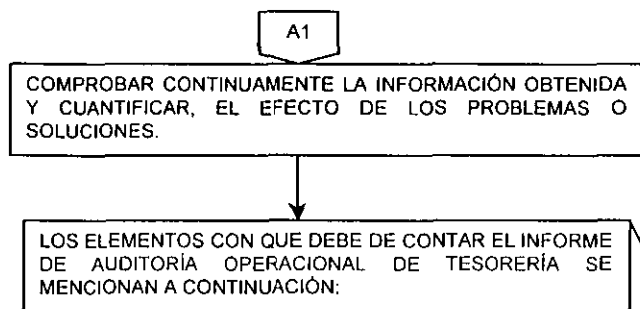 A1
COMPROBAR CONTINUAMENTE LA INFORMACIÓN OBTENIDA
Y CUANTIFICAR, EL EFECTO DE LOS PROBLEMAS O
SOLUCIONES.
LOS ELEMENTOS CON QUE DEBE DE CONTAR EL INFORME
DE AUDITORÍA OPERACIONAL DE TESORERÍA SE
MENCIONAN A CONTINUACIÓN: